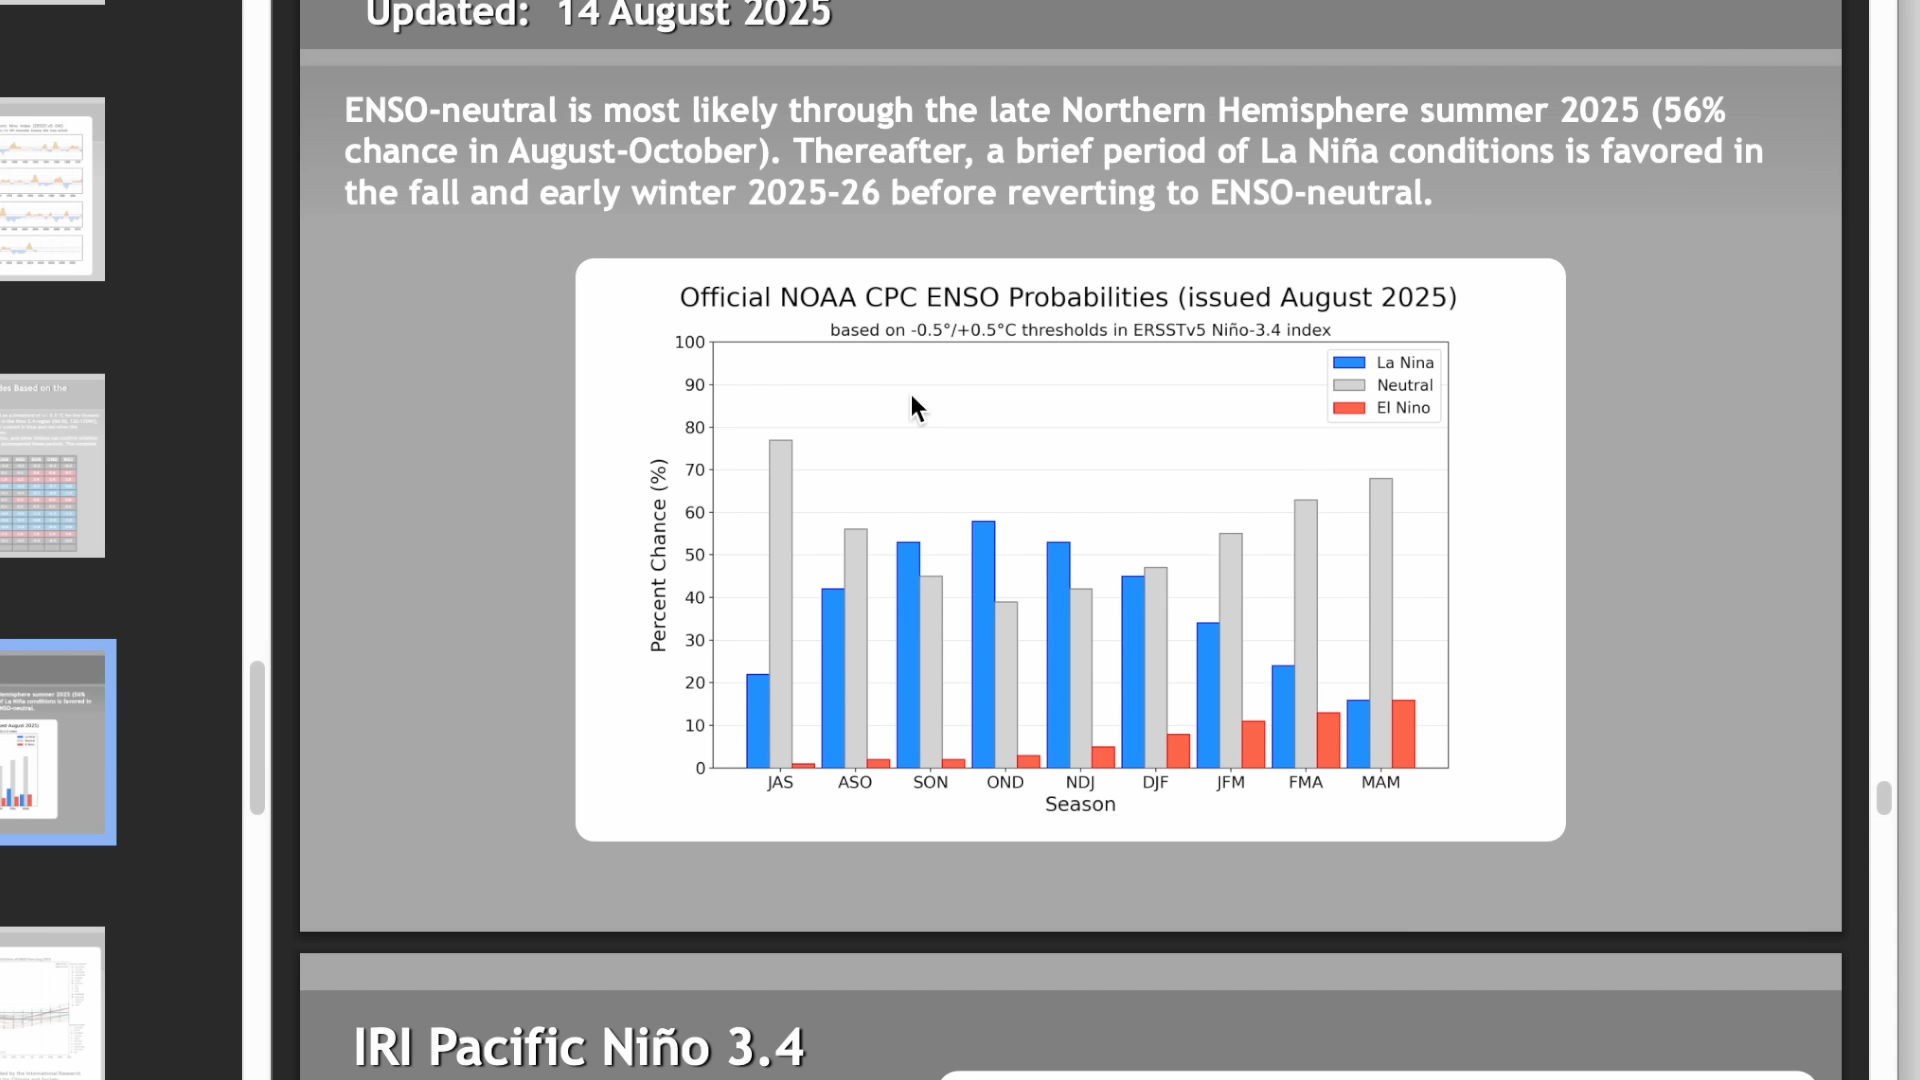 Updated: 14 August 2025
ENSO-neutral is most likely through the late Northern Hemisphere summer 2025 (56%
chance in August-October). Thereafter, a brief period of La Niña conditions is favored in
the fall and early winter 2025-26 before reverting to ENSO-neutral.
Official NOAA CPC ENSO Probabilities (issued August 2025)
based on -0.5°/+0.5°C thresholds in ERSSTv5 Niño-3.4 index
La Nina
Neutral
El Nino
Percent Chance (%)
100
90
80
70
60
50
40
30
20
10
0
JAS ASO SON OND NDJ DJF JFM FMA MAM
Season
IRI Pacific Niño 3.4
des Based on the